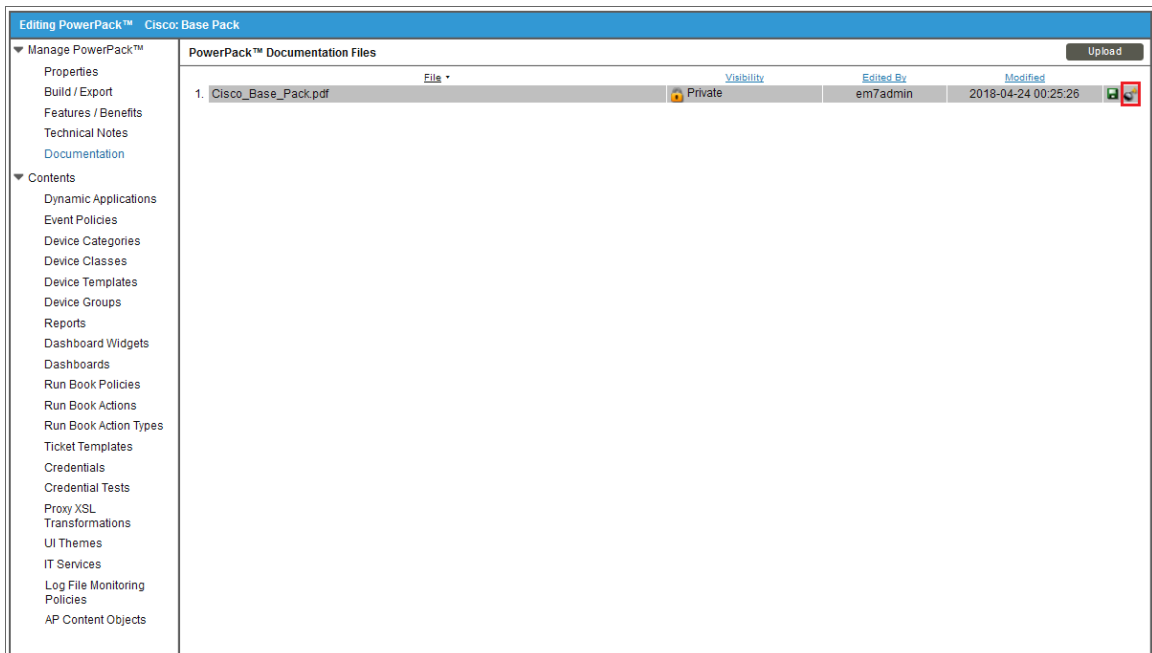 Editing PowerPack™ Cisco: Base Pack
Manage PowerPack™
Properties
Build / Export
Features / Benefits
Technical Notes
Documentation
Contents
Dynamic Applications
Event Policies
Device Categories
Device Classes
Device Templates
Device Groups
Reports
Dashboard Widgets
Dashboards
Run Book Policies
Run Book Actions
Run Book Action Types
Ticket Templates
Credentials
Credential Tests
Proxy XSL
Transformations
UI Themes
IT Services
Log File Monitoring
Policies
AP Content Objects
PowerPack™ Documentation Files
Upload
File Visibility Edited By Modified
1. Cisco_Base_Pack.pdf Private em7admin 2018-04-24 00:25:26